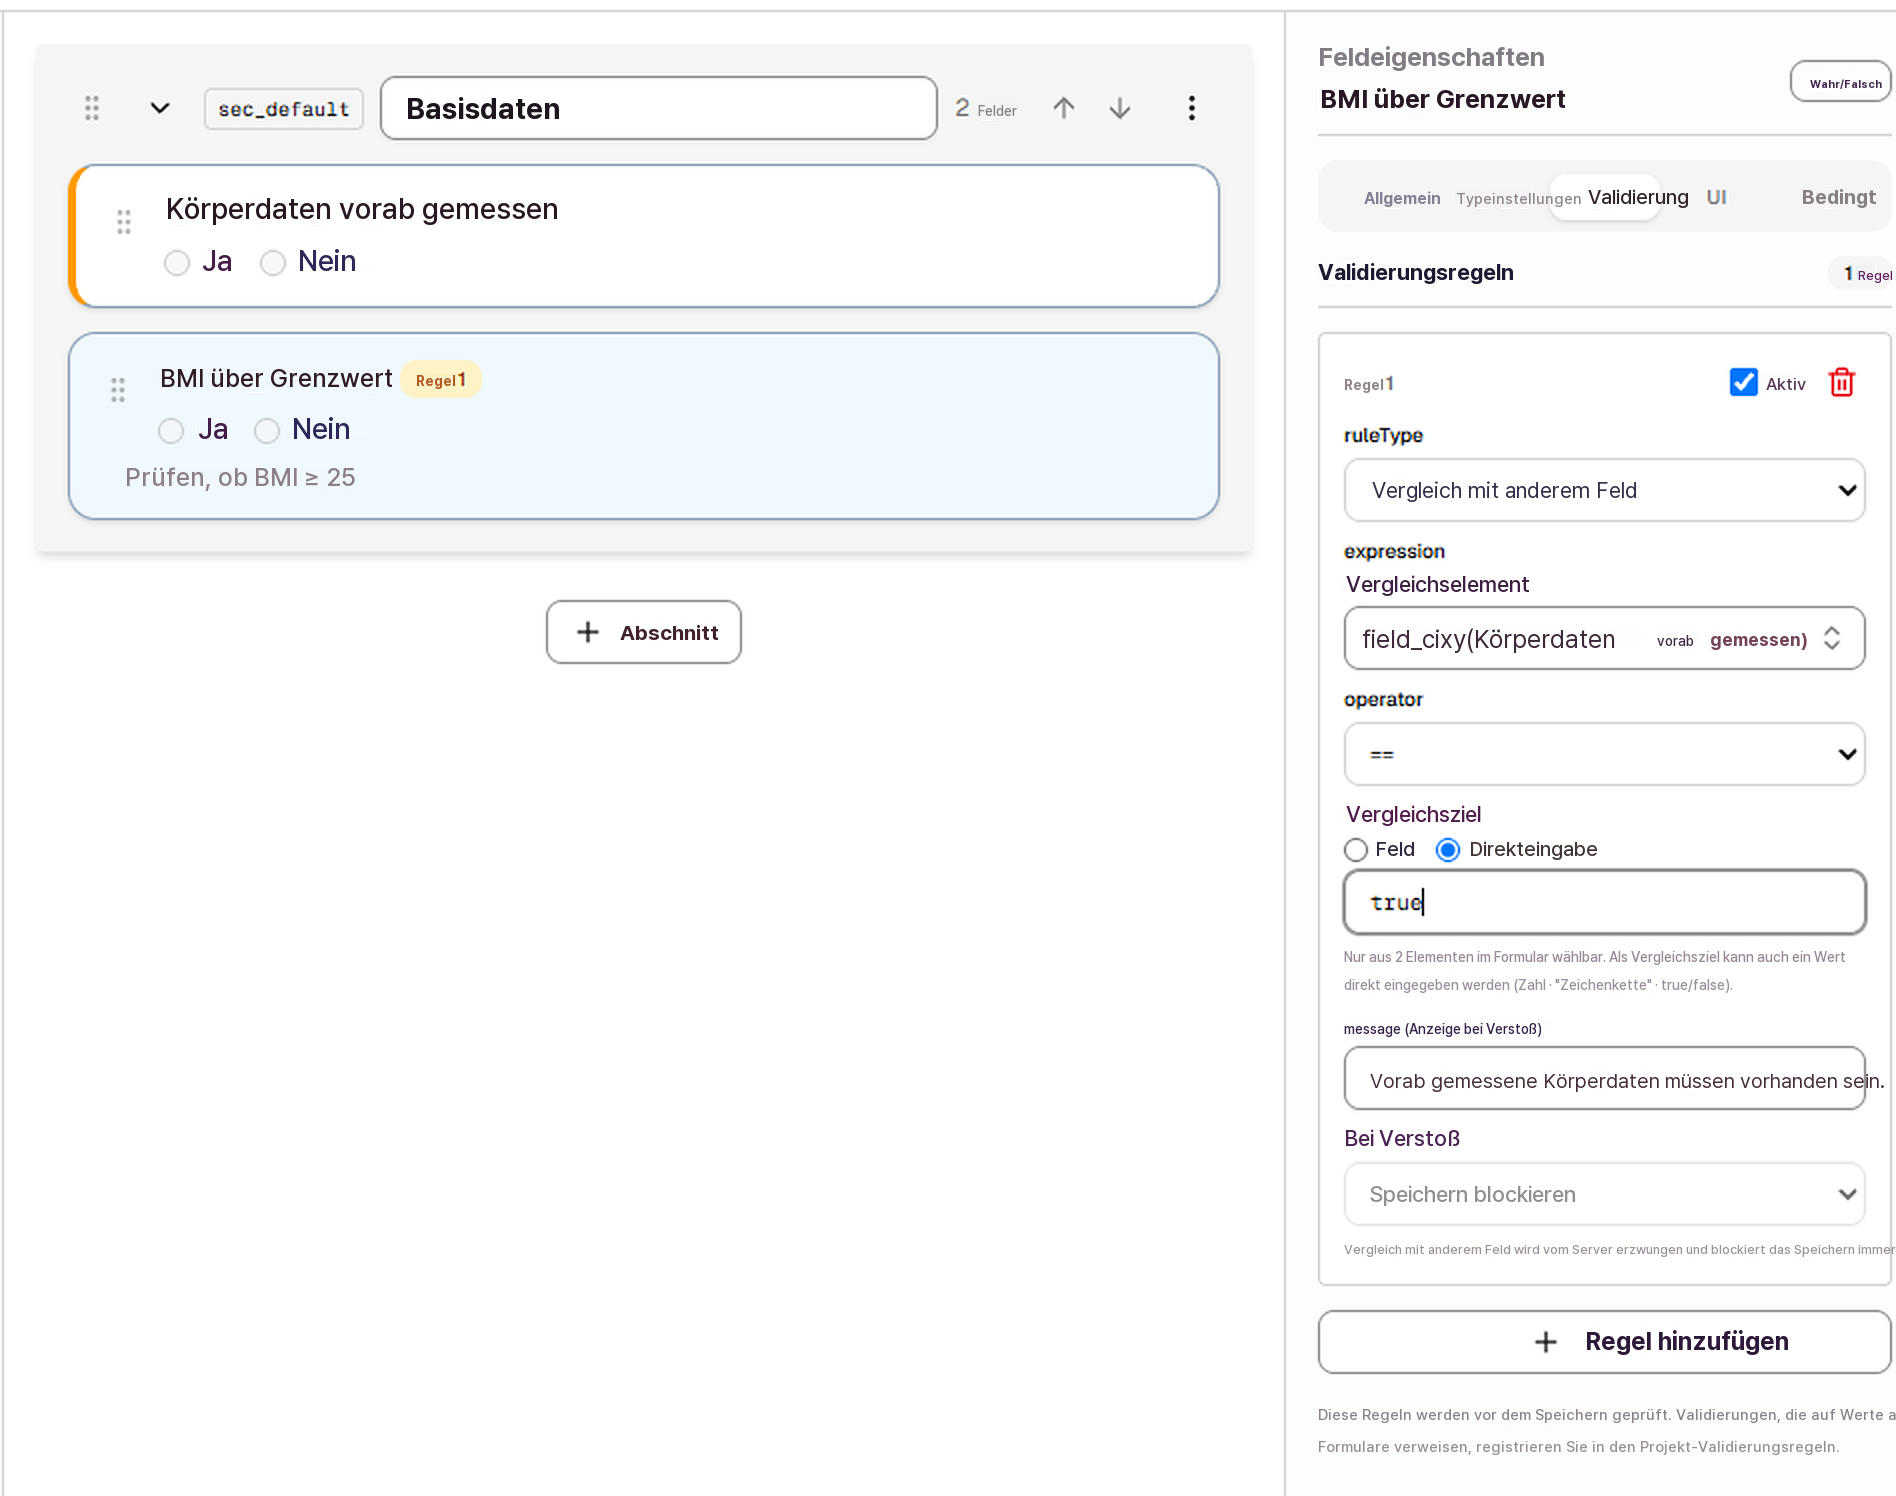 sec_default
Basisdaten
2 Felder
Körperdaten vorab gemessen
Ja Nein
BMI über Grenzwert Regel1
Ja Nein
Prüfen, ob BMI ≥ 25
+ Abschnitt
Feldeigenschaften
BMI über Grenzwert
Wahr/Falsch
Allgemein Typeinstellungen Validierung UI Bedingt
Validierungsregeln
1 Regel
Regel1
Aktiv
ruleType
Vergleich mit anderem Feld
expression
Vergleichselement
field_cixy(Körperdaten vorab gemessen)
operator
==
Vergleichsziel
Feld Direkteingabe
true
Nur aus 2 Elementen im Formular wählbar. Als Vergleichsziel kann auch ein Wert
direkt eingegeben werden (Zahl · "Zeichenkette" · true/false).
message (Anzeige bei Verstoß)
Vorab gemessene Körperdaten müssen vorhanden sein.
Bei Verstoß
Speichern blockieren
Vergleich mit anderem Feld wird vom Server erzwungen und blockiert das Speichern immer
+ Regel hinzufügen
Diese Regeln werden vor dem Speichern geprüft. Validierungen, die auf Werte a
Formulare verweisen, registrieren Sie in den Projekt-Validierungsregeln.